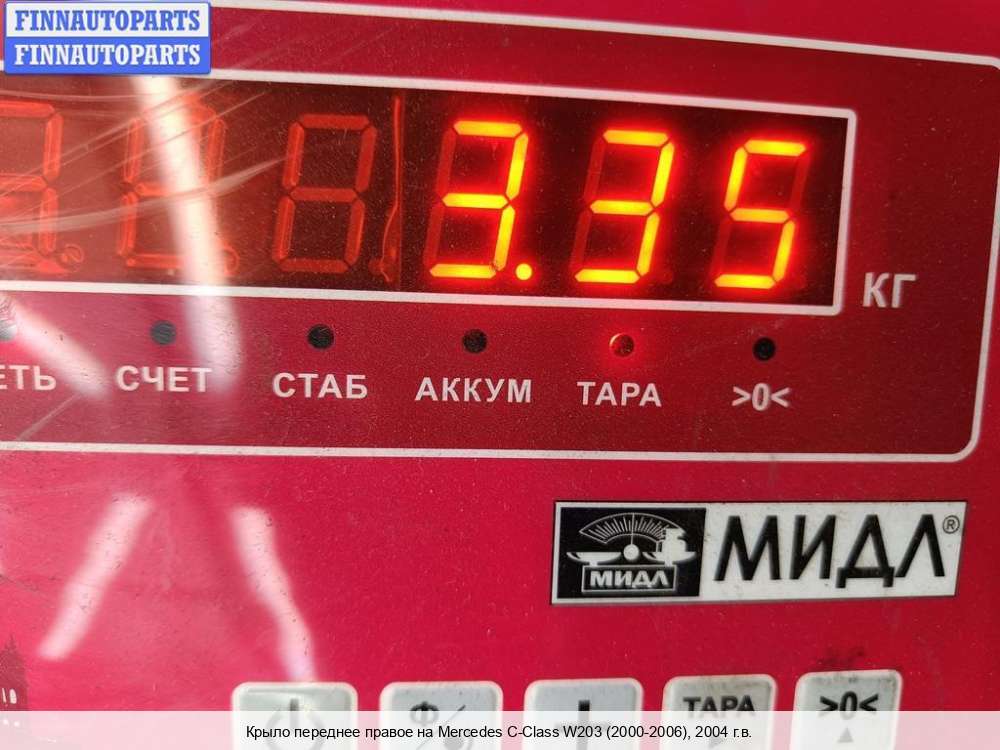 FINNAUTOPARTS
FINNAUTOPARTS
3.35
КГ
ЕТЬ СЧЕТ СТАБ АККУМ ТАРА >0<
МИДЛ МИДЛ®
ТАРА >0<
Крыло переднее правое на Mercedes C-Class W203 (2000-2006), 2004 г.в.